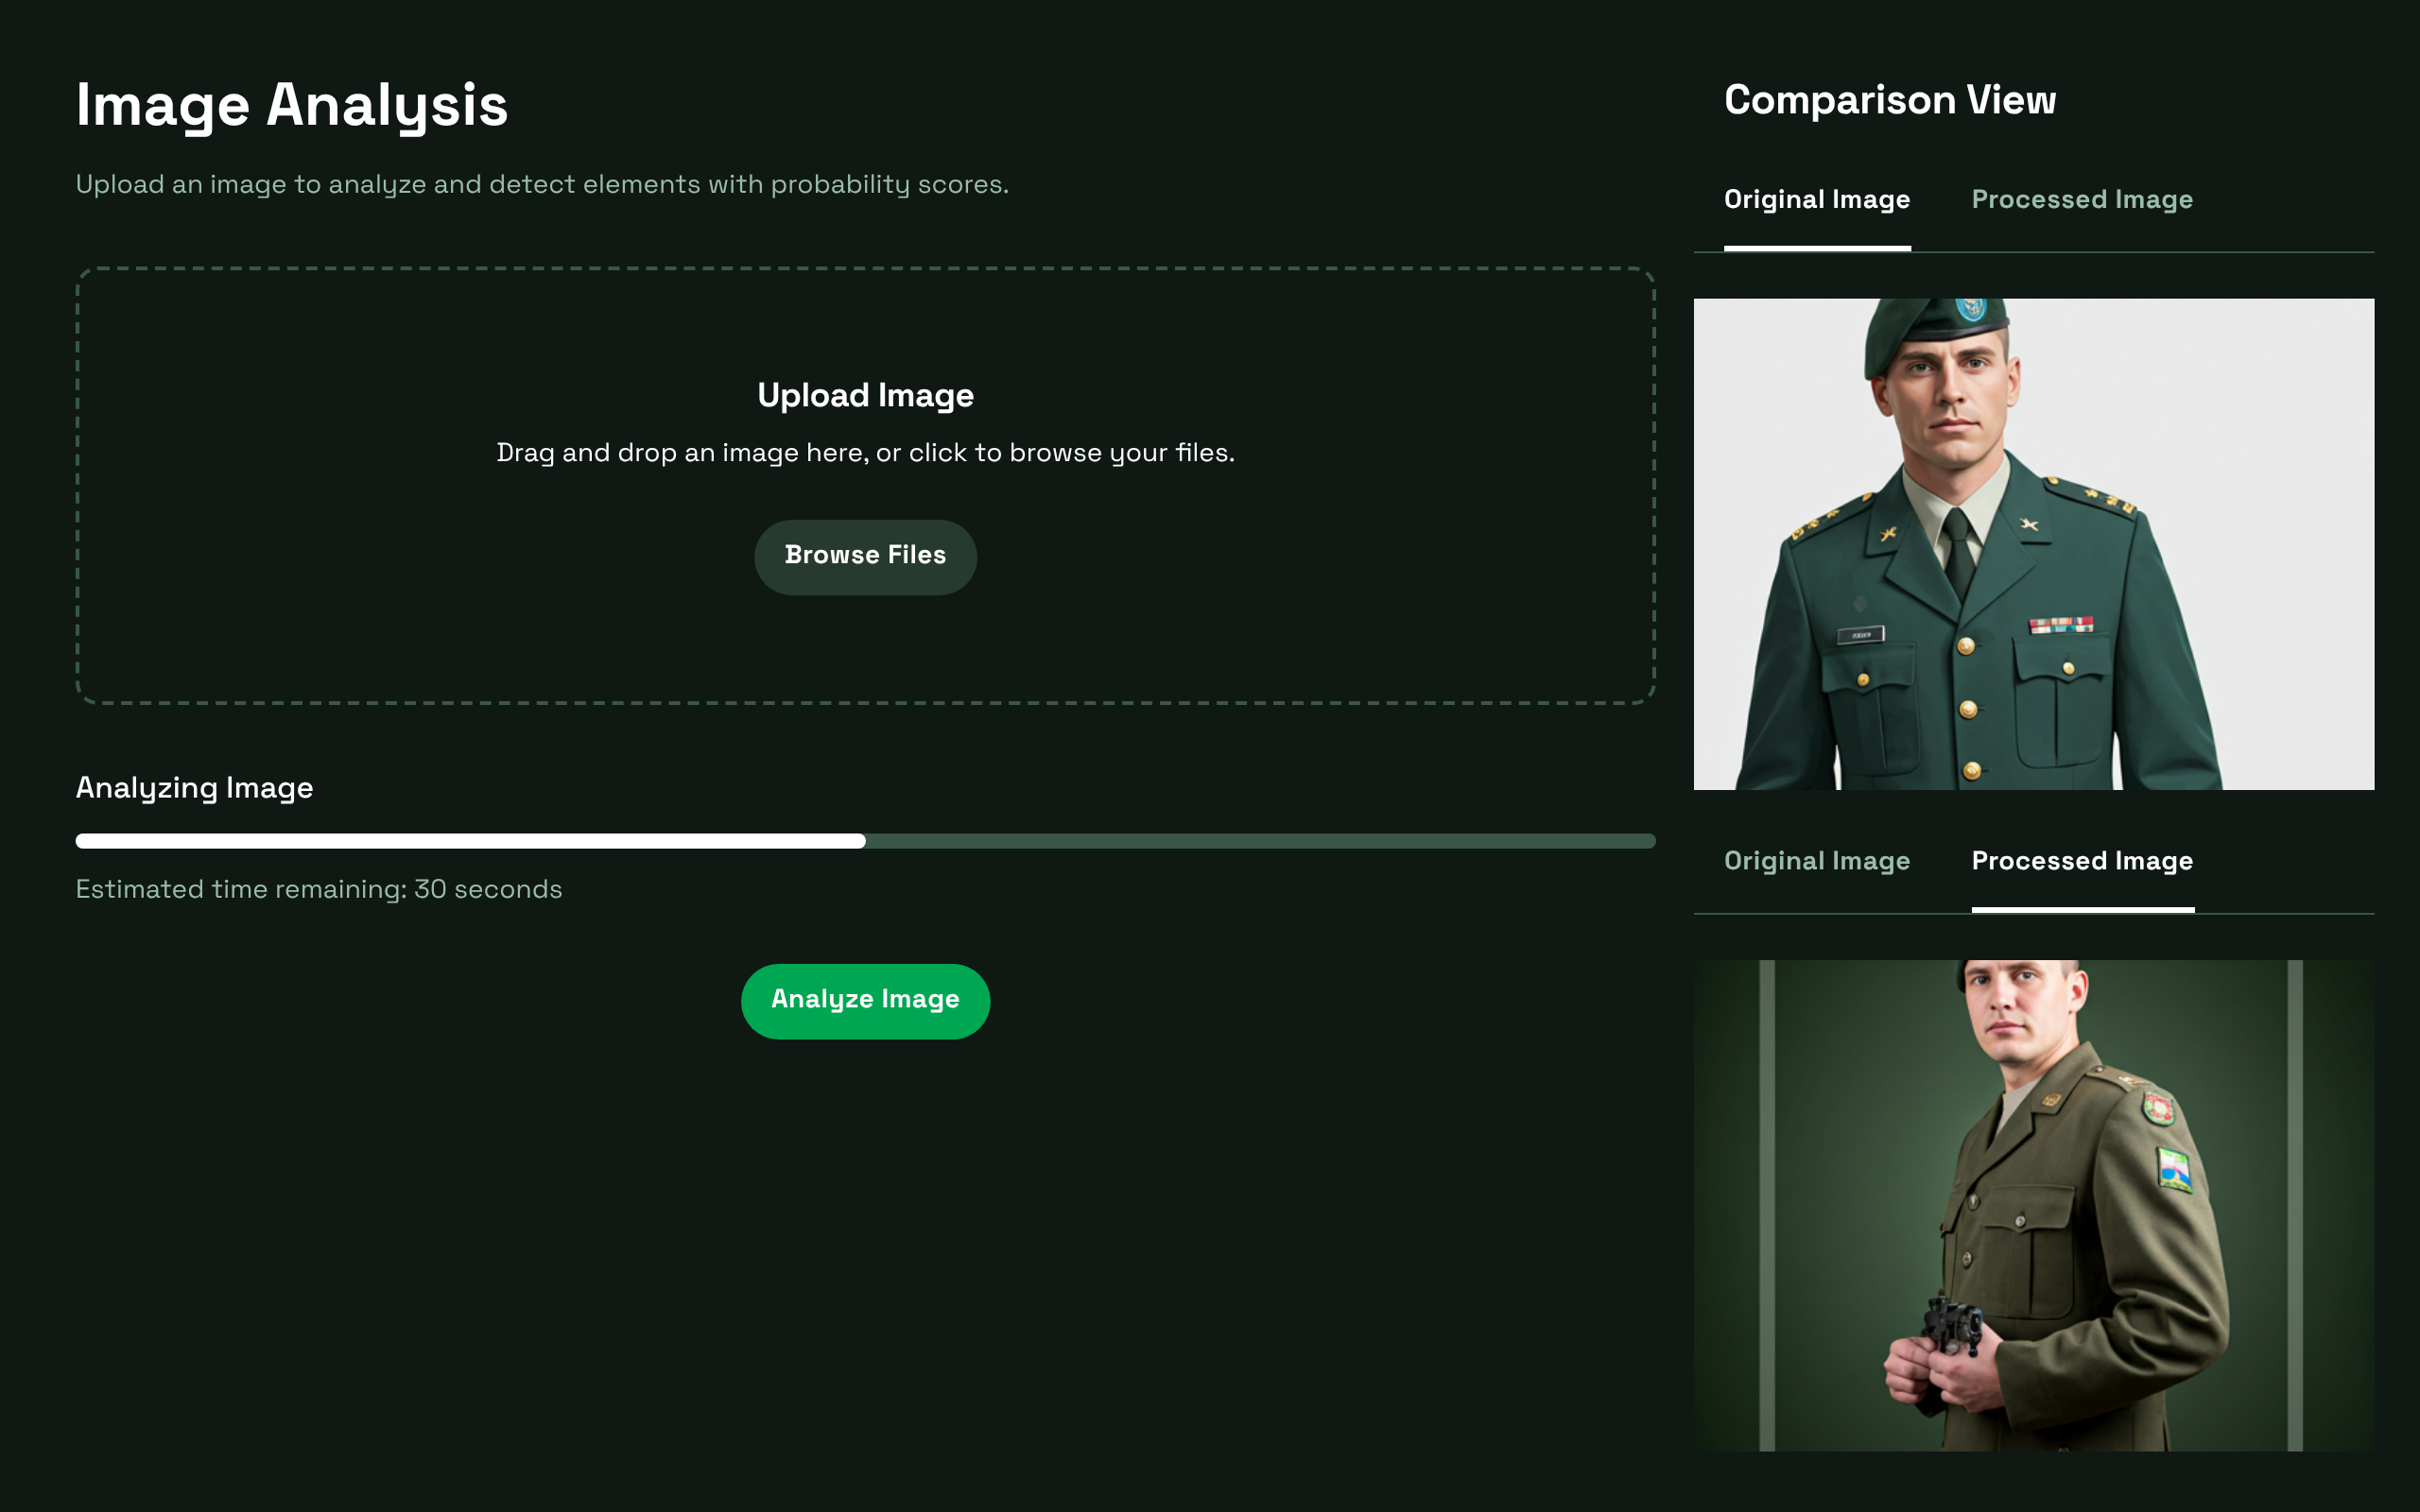 Image Analysis
Upload an image to analyze and detect elements with probability scores.
Upload Image
Drag and drop an image here, or click to browse your files.
Browse Files
Analyzing Image
Estimated time remaining: 30 seconds
Analyze Image
Comparison View
Original Image
Processed Image
Original Image
Processed Image